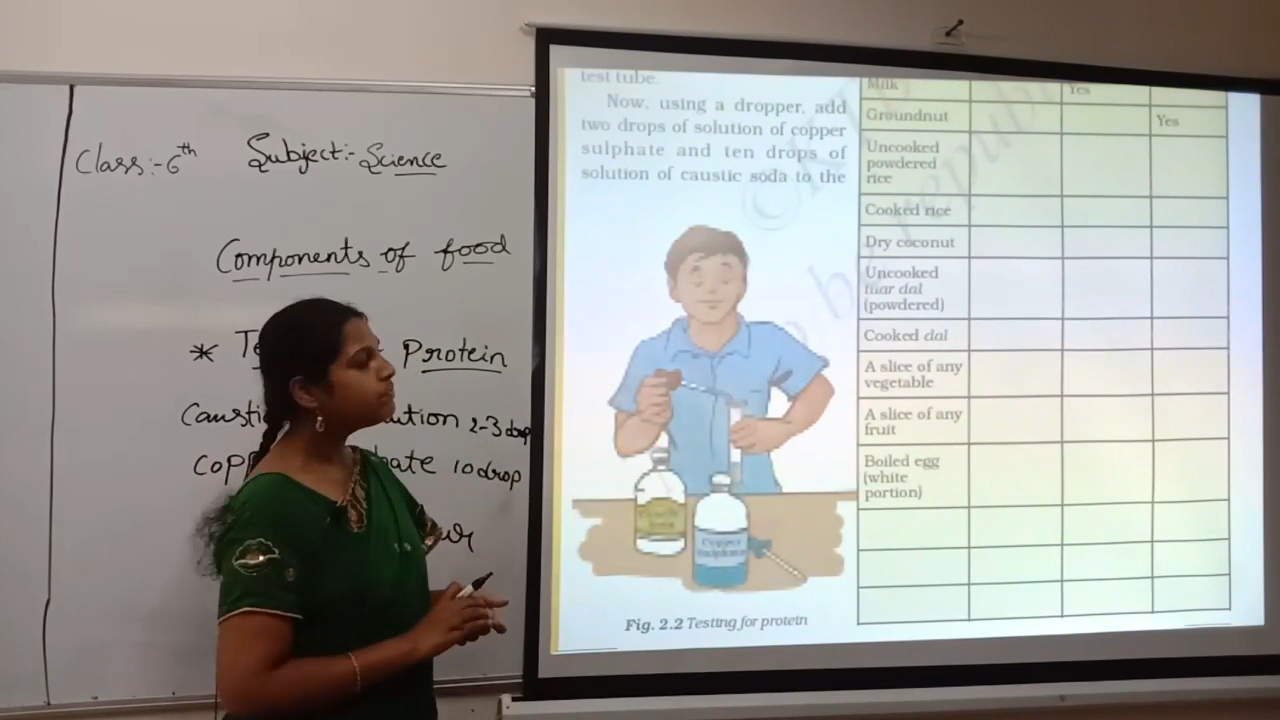 Class:-6th Subject:- Science
Components of food
* Protein
Caustic 2-3 drop
10 drop
test tube.
Now, using a dropper, add
two drops of solution of copper
sulphate and ten drops of
solution of caustic soda to the
Copper
Sulphate
Fig. 2.2 Testing for protein
Milk Yes
Groundnut Yes
Uncooked
powdered
rice
Cooked rice
Dry coconut
Uncooked
tuar dal
(powdered)
Cooked dal
A slice of any
vegetable
A slice of any
fruit
Boiled egg
(white
portion)